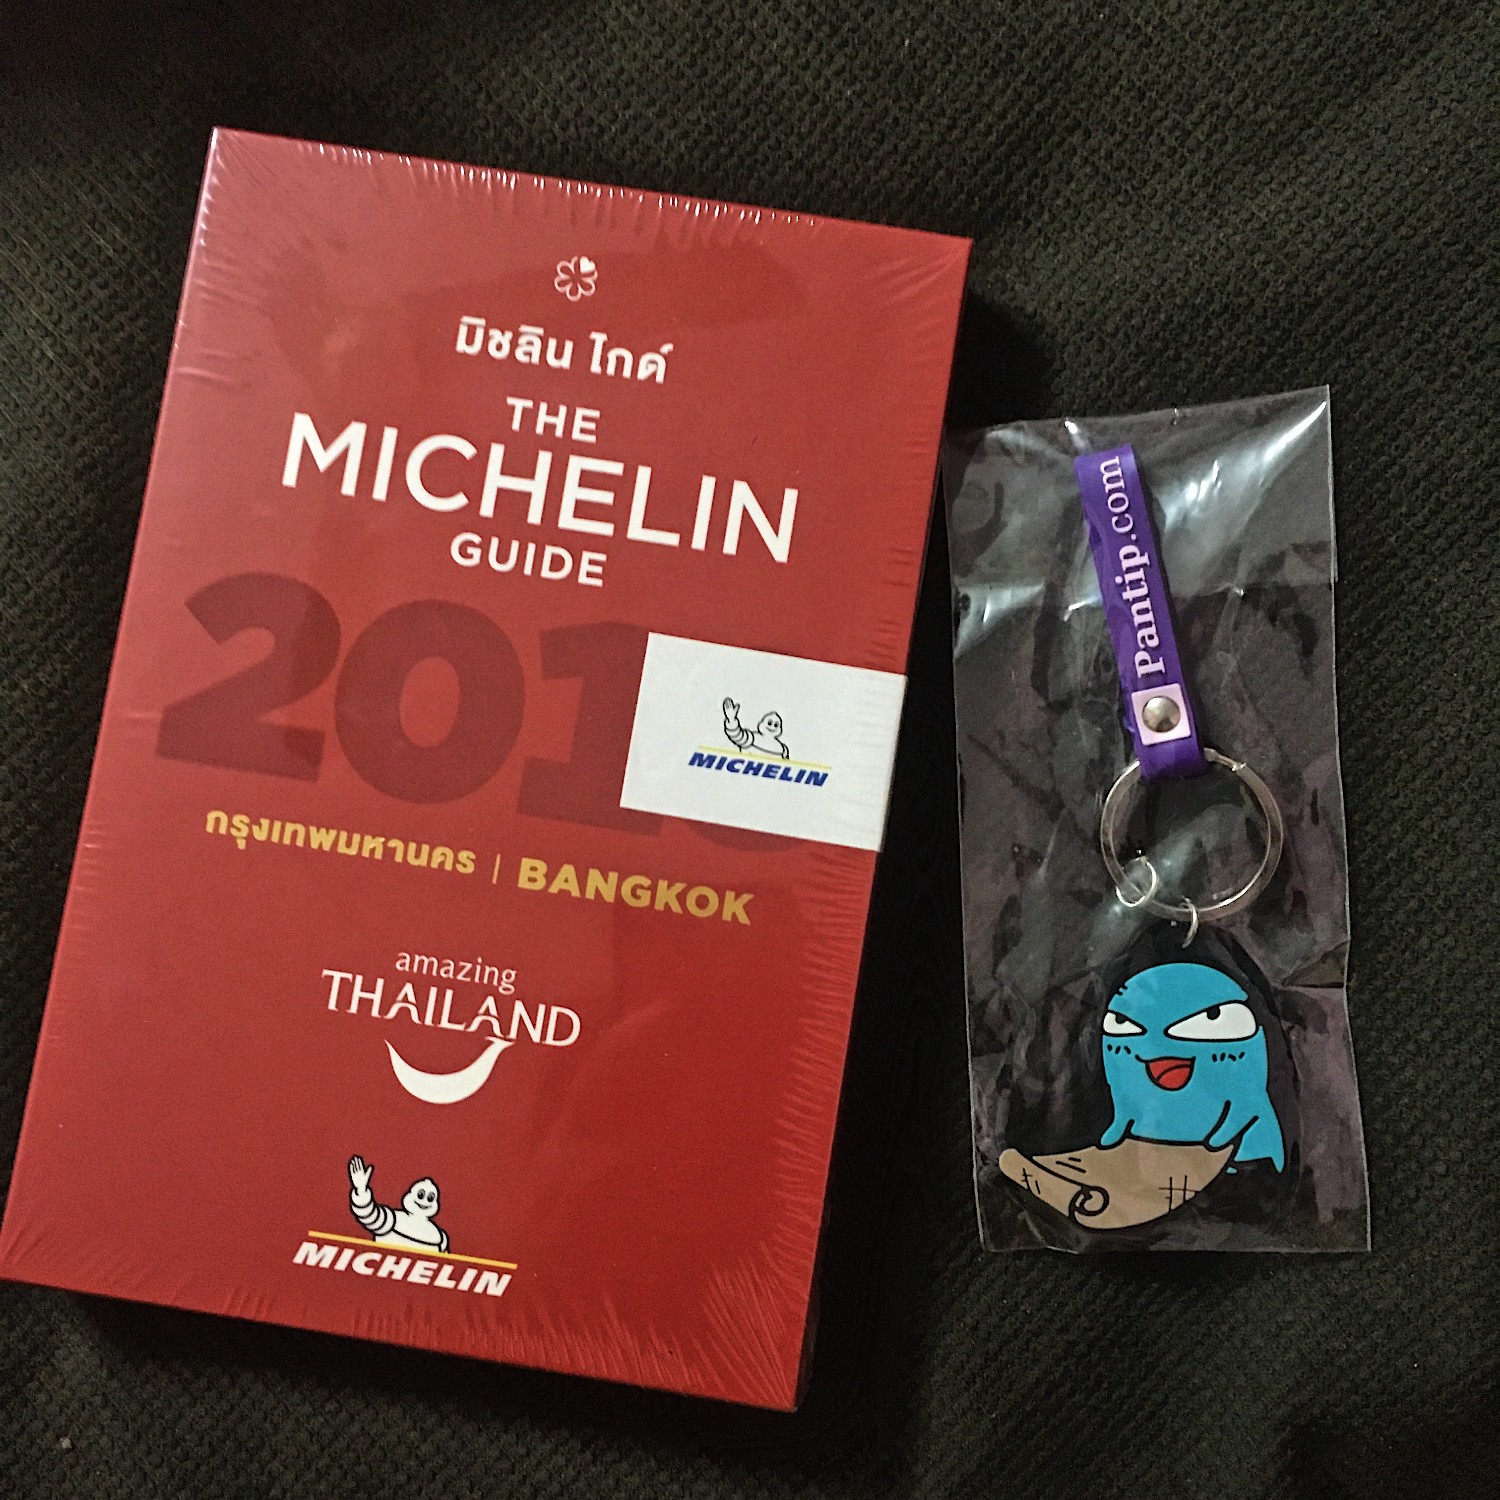 มิชลิน ไกด์
THE
MICHELIN
GUIDE
201
MICHELIN
กรุงเทพมหานคร | BANGKOK
amazing
THAILAND
MICHELIN
Pantip.com